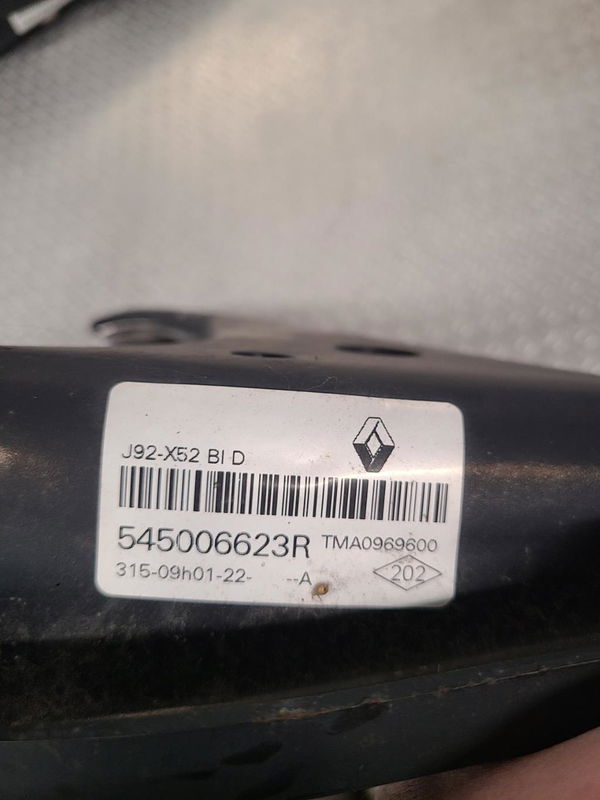 J92-X52 BI D
545006623R TMA0969600
315-09h01-22- --A 202